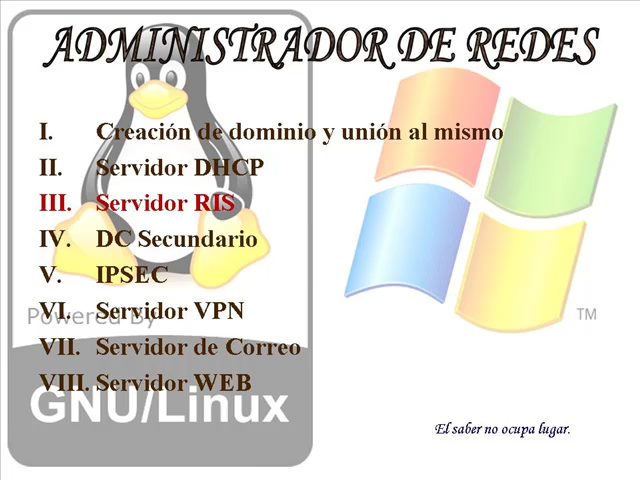 ADMINISTRADOR DE REDES
I. Creación de dominio y unión al mismo
II. Servidor DHCP
III. Servidor RIS
IV. DC Secundario
V. IPSEC
Powered By
VI. Servidor VPN
TM
VII. Servidor de Correo
VIII. Servidor WEB
GNU/Linux
El saber no ocupa lugar.